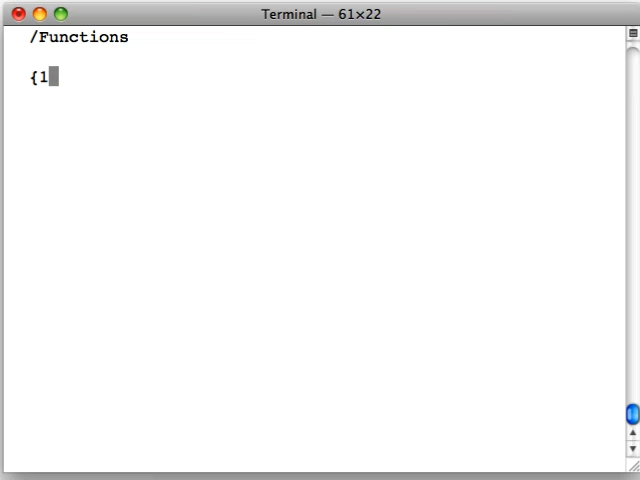 Terminal — 61×22
/Functions
{1